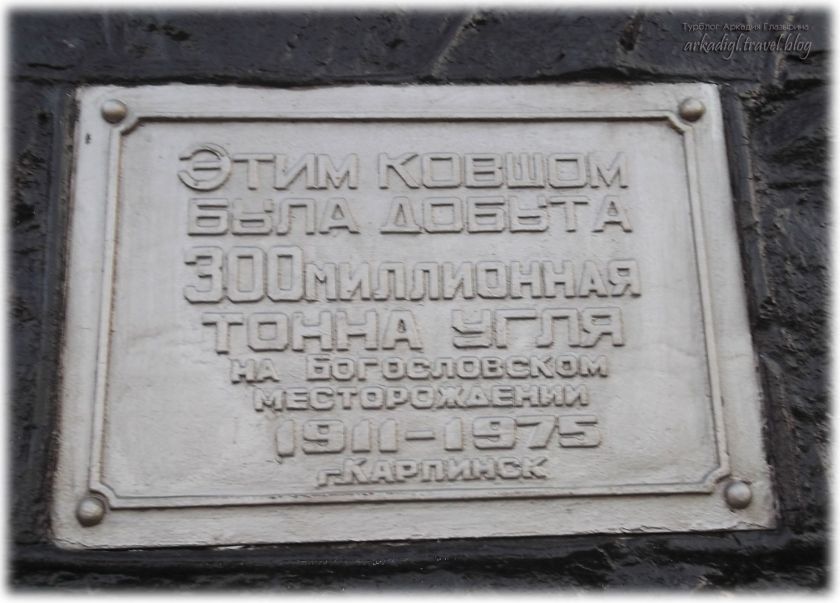 Турблог Аркадия Глазырина
arkadigl.travel.blog
Этим ковшом
была добыта
300миллионная
тонна угля
на Богословском
месторождении
1911-1975
г.Карпинск